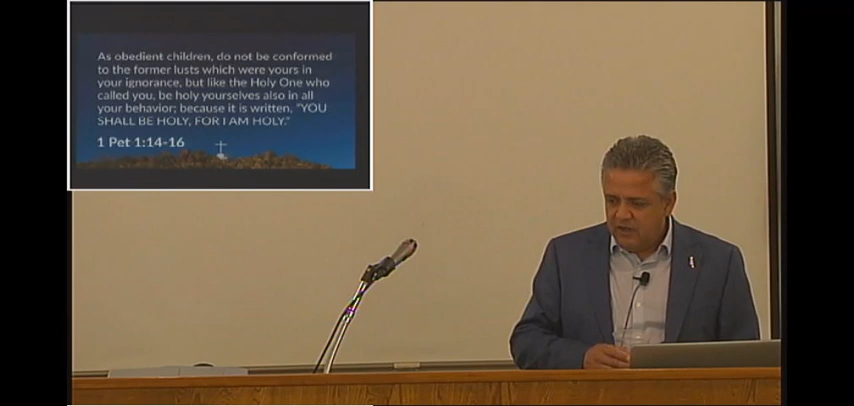 As obedient children, do not be conformed
to the former lusts which were yours in
your ignorance, but like the Holy One who
called you, be holy yourselves also in all
your behavior; because it is written, "YOU
SHALL BE HOLY, FOR I AM HOLY."
1 Pet 1:14-16